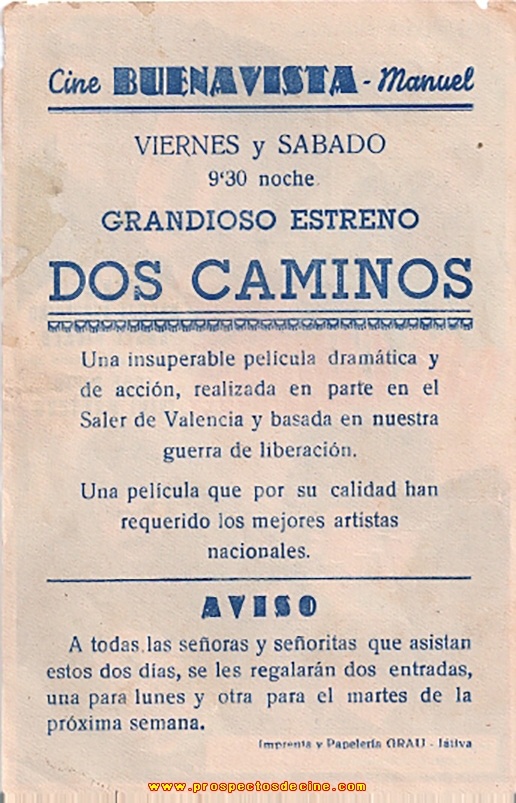 Cine BUENAVISTA - Manuel
VIERNES y SABADO
9'30 noche
GRANDIOSO ESTRENO
DOS CAMINOS
Una insuperable película dramática y
de acción, realizada en parte en el
Saler de Valencia y basada en nuestra
guerra de liberación.
Una película que por su calidad han
requerido los mejores artistas
nacionales.
AVISO
A todas las señoras y señoritas que asistan
estos dos días, se les regalarán dos entradas,
una para lunes y otra para el martes de la
próxima semana.
Imprenta y Papelería GRAU - Játiva
www.prospectosdecine.com